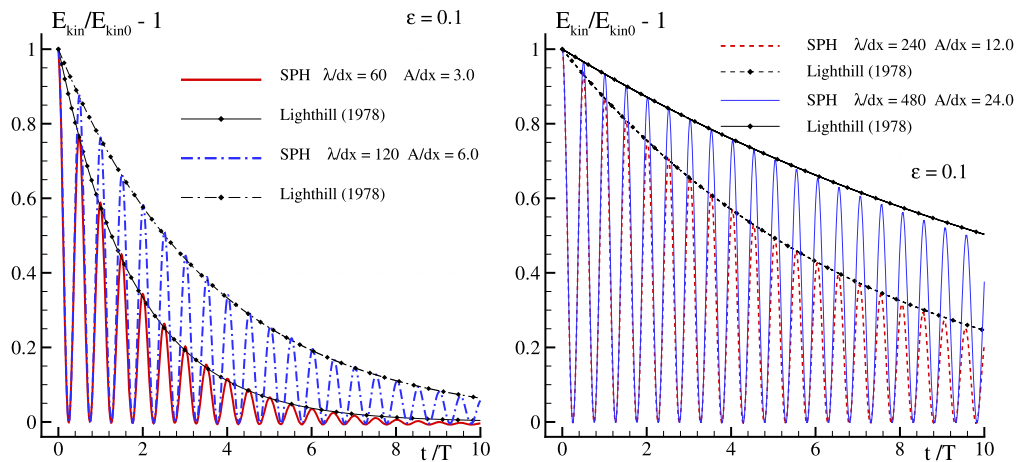 E_kin/E_kin0 - 1
ε = 0.1
SPH λ/dx = 60 A/dx = 3.0
Lighthill (1978)
SPH λ/dx = 120 A/dx = 6.0
Lighthill (1978)
1
0.8
0.6
0.4
0.2
0
0 2 4 6 8 10
t /T
E_kin/E_kin0 - 1
SPH λ/dx = 240 A/dx = 12.0
Lighthill (1978)
SPH λ/dx = 480 A/dx = 24.0
Lighthill (1978)
ε = 0.1
1
0.8
0.6
0.4
0.2
0
0 2 4 6 8 10
t /T